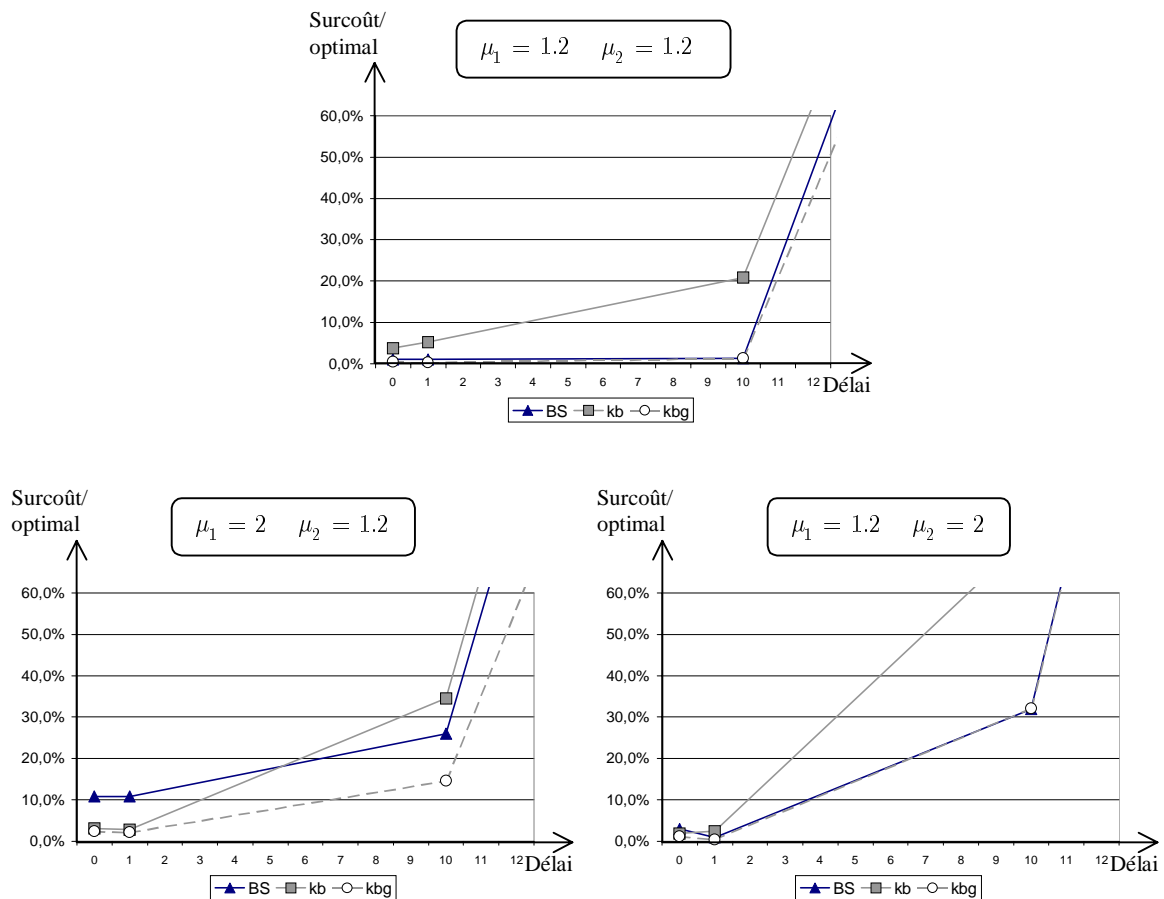 Surcoût/
optimal
μ₁ = 1.2 μ₂ = 1.2
60,0%
50,0%
40,0%
30,0%
20,0%
10,0%
0,0%
0 1 2 3 4 5 6 7 8 9 10 11 12 Délai
BS kb kbg
Surcoût/
optimal
μ₁ = 2 μ₂ = 1.2
60,0%
50,0%
40,0%
30,0%
20,0%
10,0%
0,0%
0 1 2 3 4 5 6 7 8 9 10 11 12 Délai
BS kb kbg
Surcoût/
optimal
μ₁ = 1.2 μ₂ = 2
60,0%
50,0%
40,0%
30,0%
20,0%
10,0%
0,0%
0 1 2 3 4 5 6 7 8 9 10 11 12 Délai
BS kb kbg